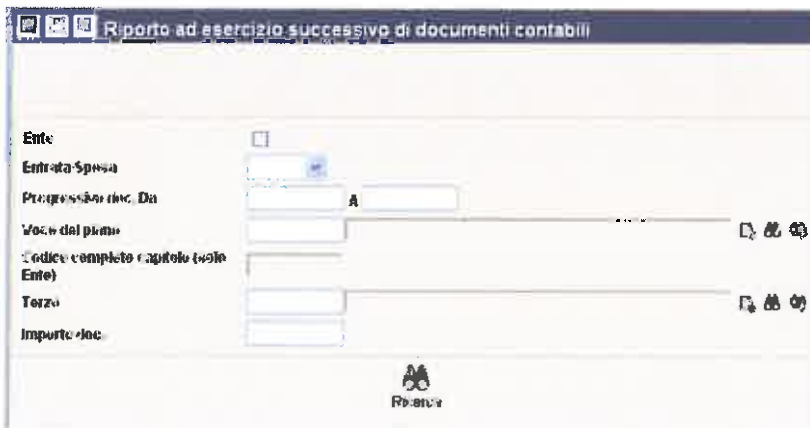 Riporto ad esercizio successivo di documenti contabili
Ente
Entrata-Spesa
Progressivo doc. Da A
Voce del piano
Codice completo capitolo (solo
Ente)
Terzo
Importo doc.
Ricerca